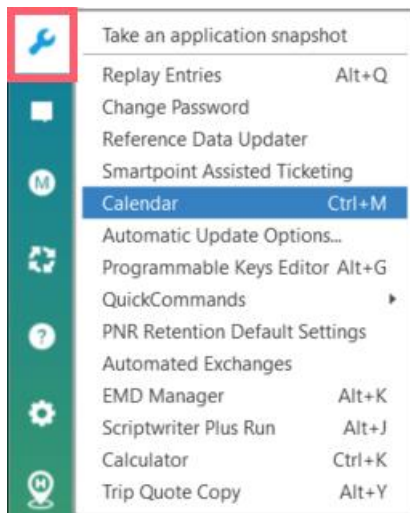 Take an application snapshot
Replay Entries Alt+Q
Change Password
Reference Data Updater
Smartpoint Assisted Ticketing
Calendar Ctrl+M
Automatic Update Options...
Programmable Keys Editor Alt+G
QuickCommands
PNR Retention Default Settings
Automated Exchanges
EMD Manager Alt+K
Scriptwriter Plus Run Alt+J
Calculator Ctrl+K
Trip Quote Copy Alt+Y
M
?
H